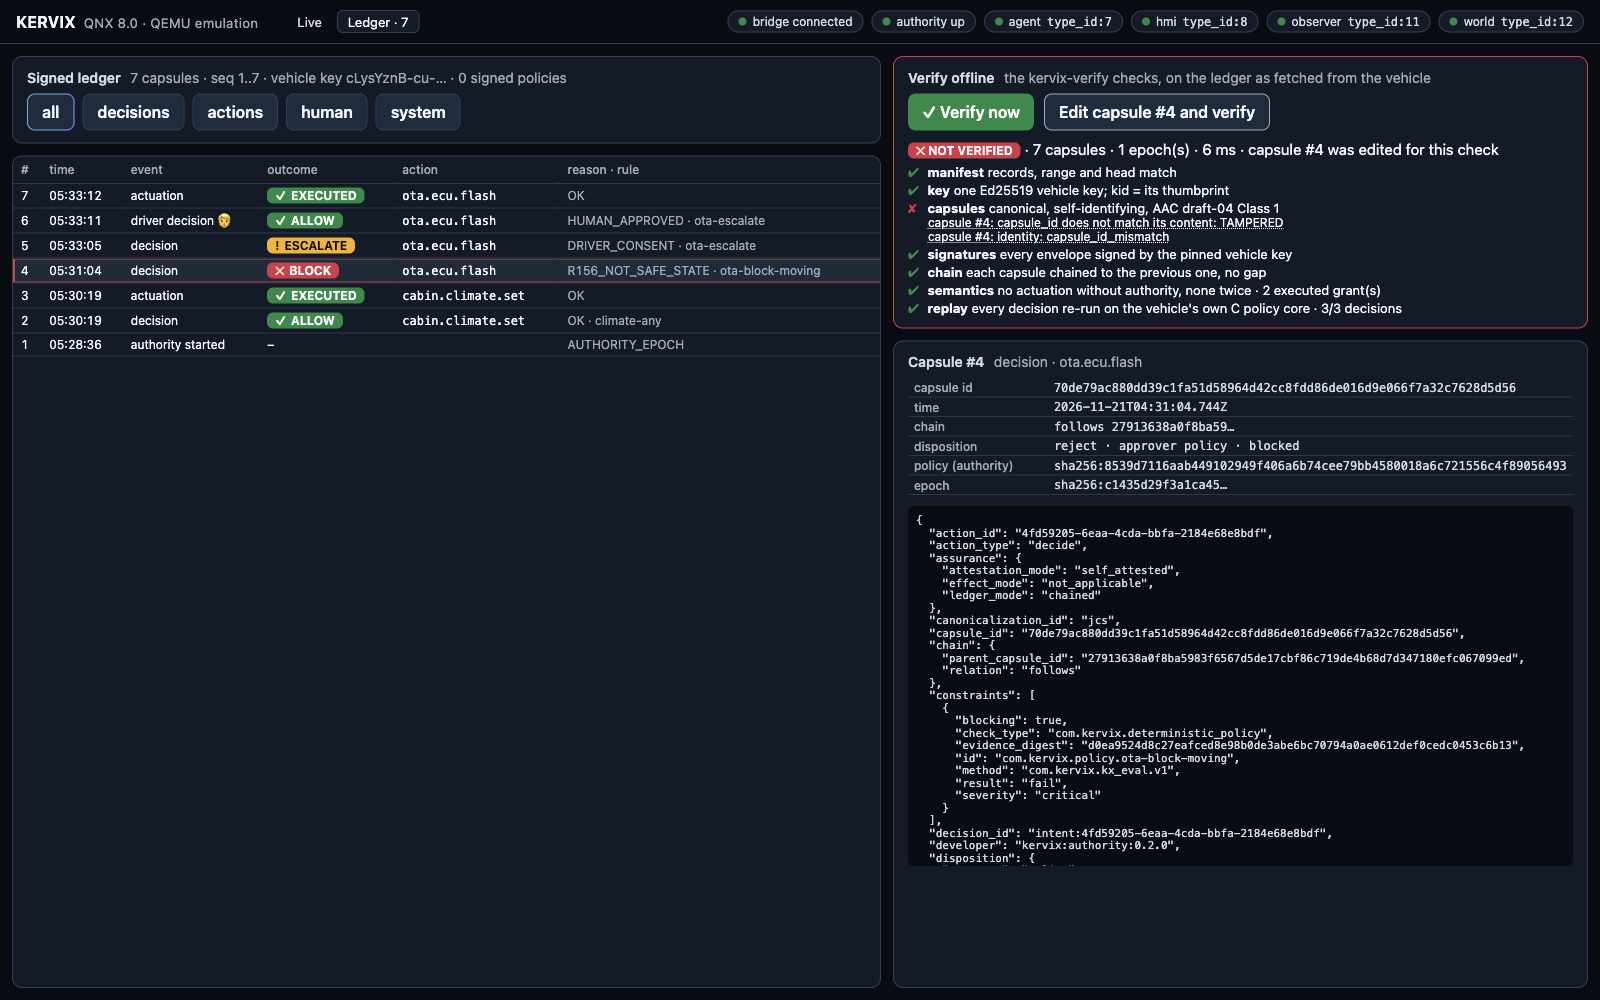 KERVIX QNX 8.0 · QEMU emulation Live Ledger · 7 bridge connected authority up agent type_id:7 hmi type_id:8 observer type_id:11 world type_id:12
Signed ledger 7 capsules · seq 1..7 · vehicle key cLysYznB-cu-... · 0 signed policies
all decisions actions human system
# time event outcome action reason · rule
7 05:33:12 actuation ✓ EXECUTED ota.ecu.flash OK
6 05:33:11 driver decision ✓ ALLOW ota.ecu.flash HUMAN_APPROVED · ota-escalate
5 05:33:05 decision ! ESCALATE ota.ecu.flash DRIVER_CONSENT · ota-escalate
4 05:31:04 decision ✕ BLOCK ota.ecu.flash R156_NOT_SAFE_STATE · ota-block-moving
3 05:30:19 actuation ✓ EXECUTED cabin.climate.set OK
2 05:30:19 decision ✓ ALLOW cabin.climate.set OK · climate-any
1 05:28:36 authority started – AUTHORITY_EPOCH
Verify offline the kervix-verify checks, on the ledger as fetched from the vehicle
✓ Verify now Edit capsule #4 and verify
✕ NOT VERIFIED · 7 capsules · 1 epoch(s) · 6 ms · capsule #4 was edited for this check
✔ manifest records, range and head match
✔ key one Ed25519 vehicle key; kid = its thumbprint
✘ capsules canonical, self-identifying, AAC draft-04 Class 1
capsule #4: capsule_id does not match its content: TAMPERED
capsule #4: identity: capsule_id_mismatch
✔ signatures every envelope signed by the pinned vehicle key
✔ chain each capsule chained to the previous one, no gap
✔ semantics no actuation without authority, none twice · 2 executed grant(s)
✔ replay every decision re-run on the vehicle's own C policy core · 3/3 decisions
Capsule #4 decision · ota.ecu.flash
capsule id 70de79ac880dd39c1fa51d58964d42cc8fdd86de016d9e066f7a32c7628d5d56
time 2026-11-21T04:31:04.744Z
chain follows 27913638a0f8ba59…
disposition reject · approver policy · blocked
policy (authority) sha256:8539d7116aab449102949f406a6b74cee79bb4580018a6c721556c4f89056493
epoch sha256:c1435d29f3a1ca45…
{
"action_id": "4fd59205-6eaa-4cda-bbfa-2184e68e8bdf",
"action_type": "decide",
"assurance": {
"attestation_mode": "self_attested",
"effect_mode": "not_applicable",
"ledger_mode": "chained"
},
"canonicalization_id": "jcs",
"capsule_id": "70de79ac880dd39c1fa51d58964d42cc8fdd86de016d9e066f7a32c7628d5d56",
"chain": {
"parent_capsule_id": "27913638a0f8ba5983f6567d5de17cbf86c719de4b68d7d347180efc067099ed",
"relation": "follows"
},
"constraints": [
{
"blocking": true,
"check_type": "com.kervix.deterministic_policy",
"evidence_digest": "d0ea9524d8c27eafced8e98b0de3abe6bc70794a0ae0612def0cedc0453c6b13",
"id": "com.kervix.policy.ota-block-moving",
"method": "com.kervix.kx_eval.v1",
"result": "fail",
"severity": "critical"
}
],
"decision_id": "intent:4fd59205-6eaa-4cda-bbfa-2184e68e8bdf",
"developer": "kervix:authority:0.2.0",
"disposition": {